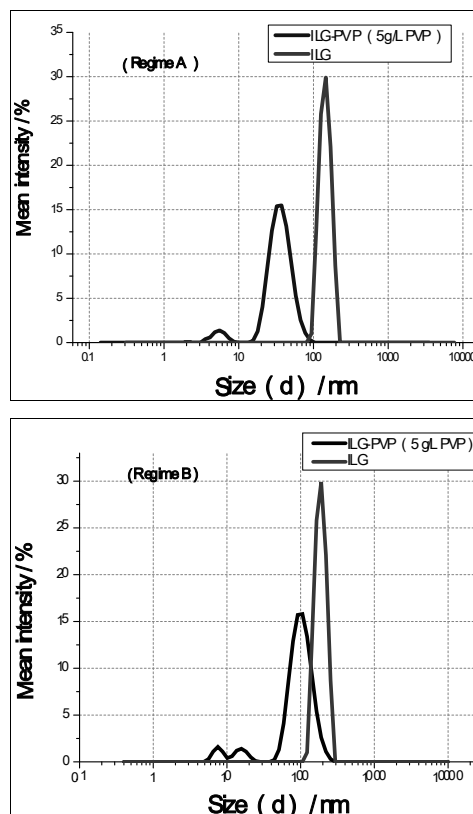 ILG-PVP ( 5g/L PVP )
ILG
( Regime A )
35
30
25
20
15
10
5
0
Mean intensity / %
0.1 1 10 100 1000 10000
Size ( d ) / nm
ILG-PVP ( 5 g/L PVP )
ILG
(Regime B )
30
25
20
15
10
5
0
Mean intensity / %
0.1 1 10 100 1000 10000
Size ( d ) / nm